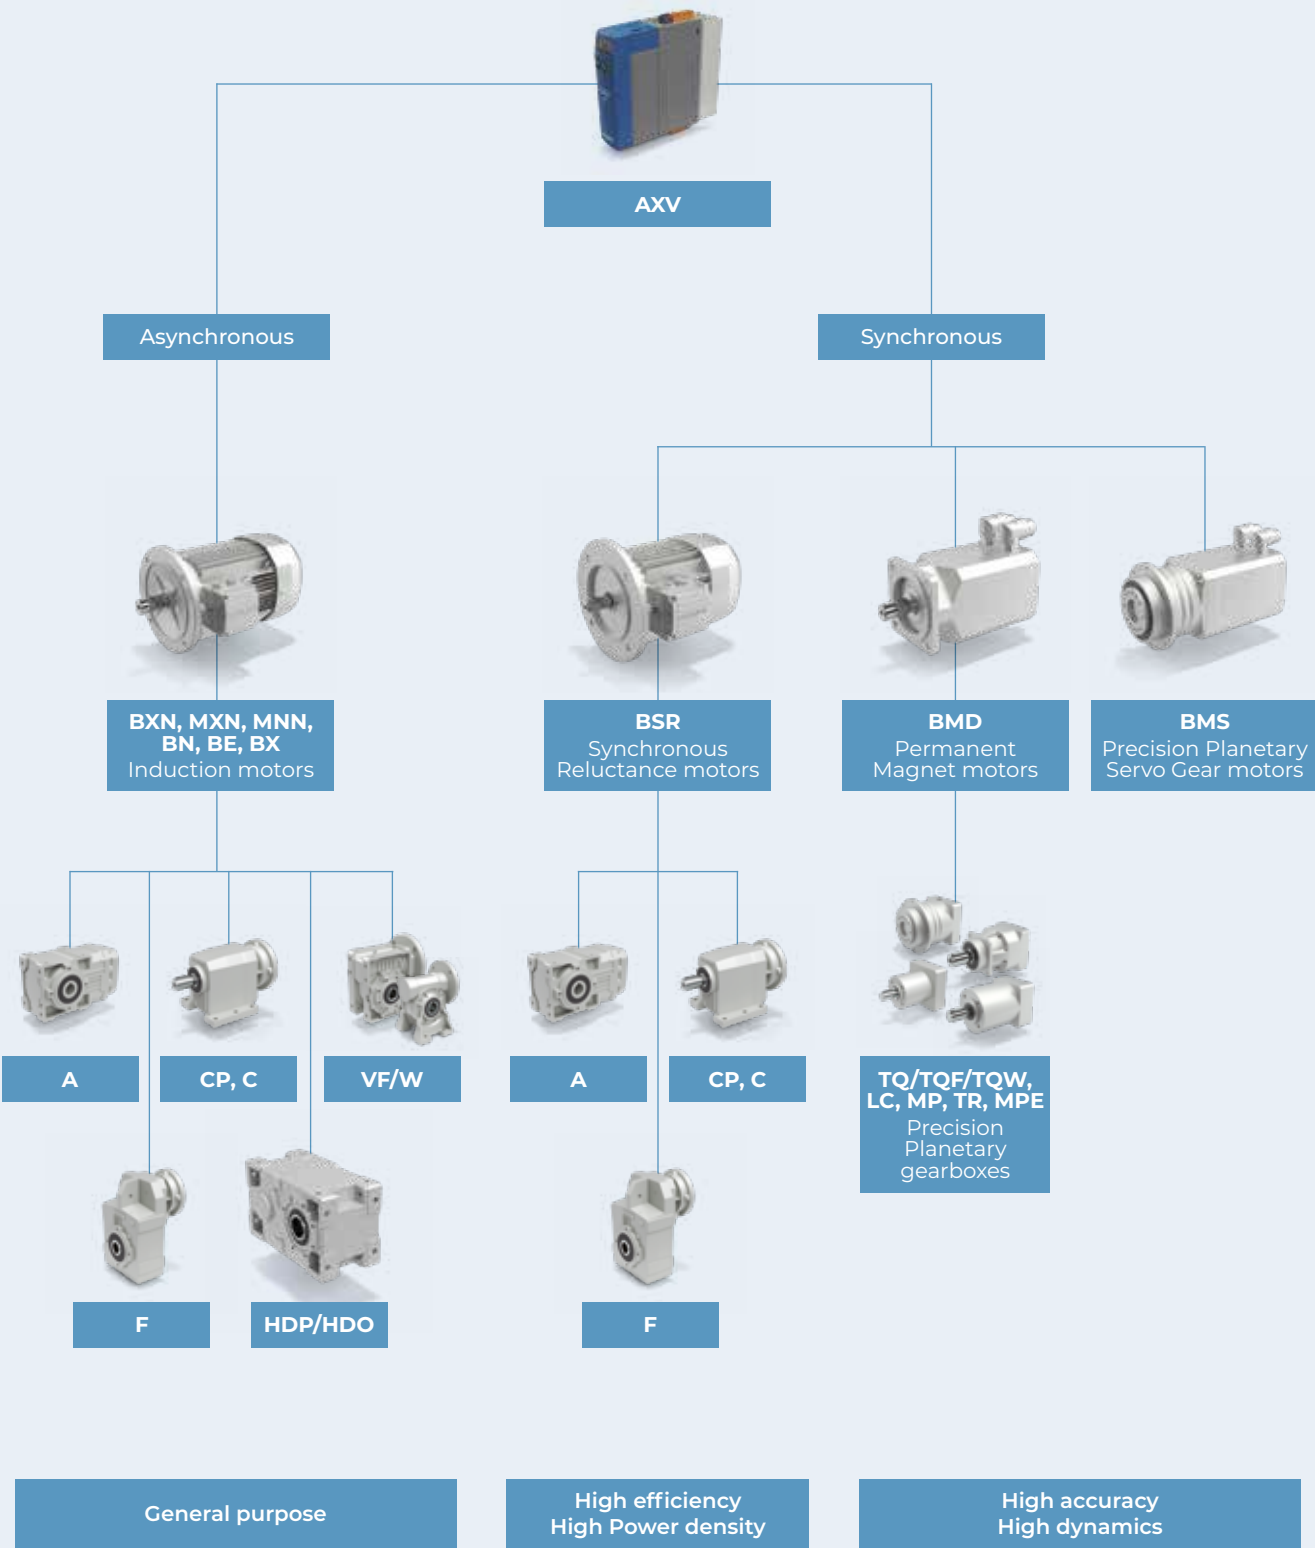 AXV
Asynchronous
Synchronous
BXN, MXN, MNN,
BN, BE, BX
Induction motors
BSR
Synchronous
Reluctance motors
BMD
Permanent
Magnet motors
BMS
Precision Planetary
Servo Gear motors
A
CP, C
VF/W
A
CP, C
TQ/TQF/TQW,
LC, MP, TR, MPE
Precision
Planetary
gearboxes
F
HDP/HDO
F
General purpose
High efficiency
High Power density
High accuracy
High dynamics